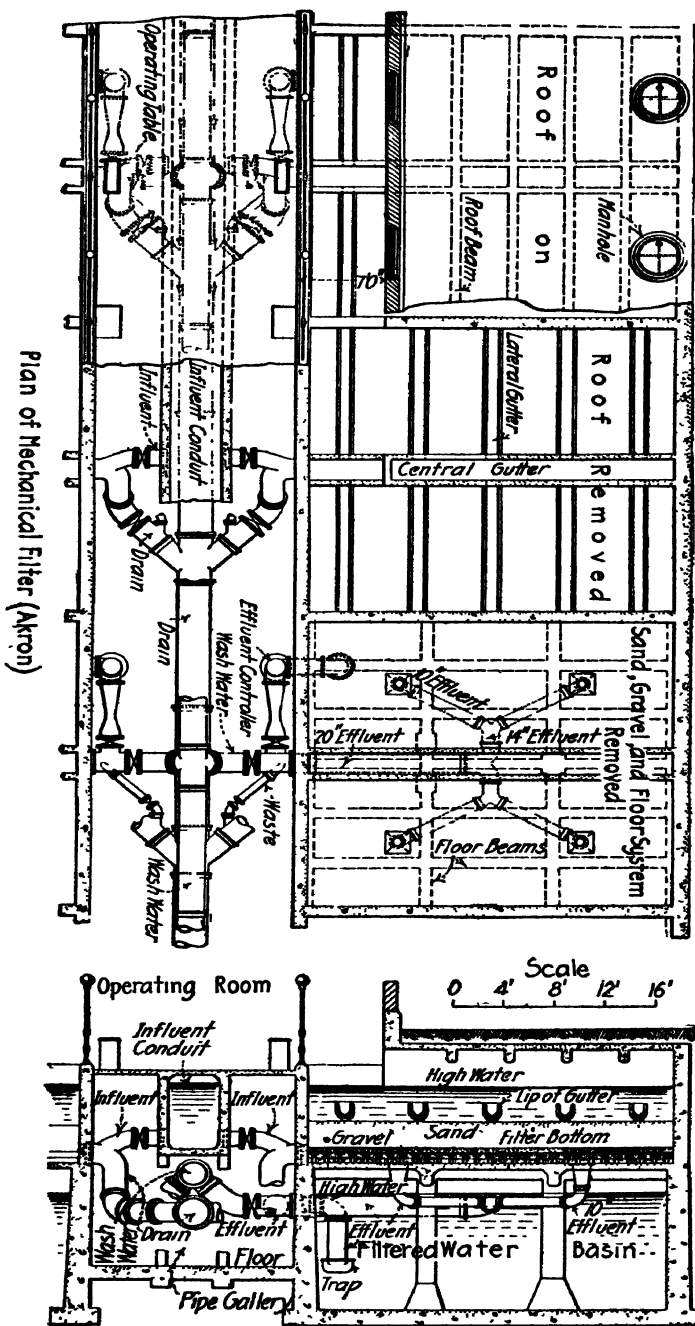 Operating Table
Roof on
Manhole
Roof Beam
Lateral Gutter
Roof Removed
Influent
Influent Conduit
Central Gutter
Drain
Drain
Effluent Controller
Wash Water
Sand, Gravel, and Floor System
Removed
10" Effluent
20" Effluent
14" Effluent
Waste
Floor Beams
Wash Water
Plan of Mechanical Filter (Akron)
Operating Room
Scale
0 4' 8' 12' 16'
Influent
Conduit
High Water
Influent
Influent
Lip of Gutter
Gravel Sand Filter Bottom
High Water
Wash
Water
Drain
Effluent
Floor
Effluent
10"
Effluent
Filtered Water Basin
Trap
Pipe Gallery